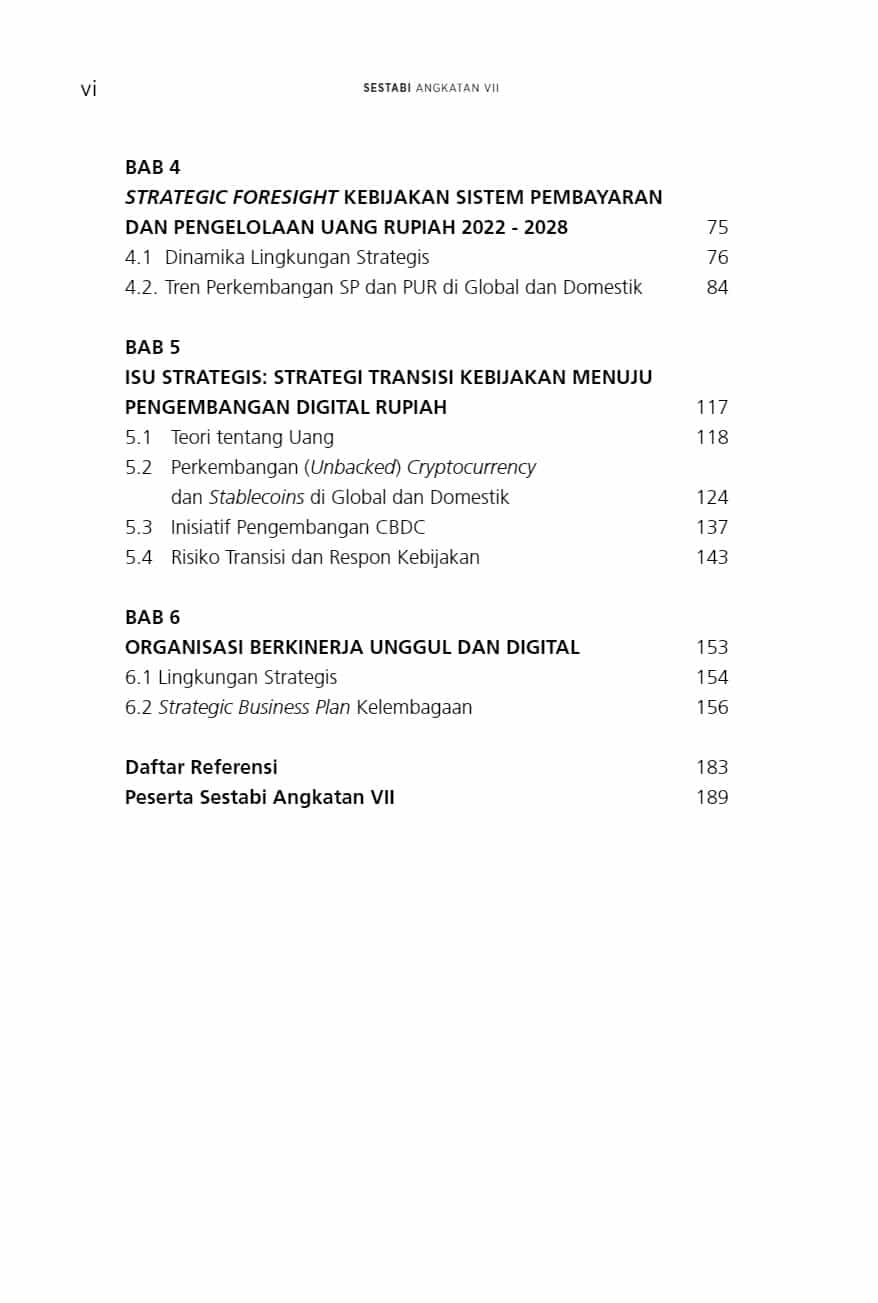 vi
SESTABI ANGKATAN VII
BAB 4
STRATEGIC FORESIGHT KEBIJAKAN SISTEM PEMBAYARAN
DAN PENGELOLAAN UANG RUPIAH 2022 - 2028 75
4.1 Dinamika Lingkungan Strategis 76
4.2. Tren Perkembangan SP dan PUR di Global dan Domestik 84
BAB 5
ISU STRATEGIS: STRATEGI TRANSISI KEBIJAKAN MENUJU
PENGEMBANGAN DIGITAL RUPIAH 117
5.1 Teori tentang Uang 118
5.2 Perkembangan (Unbacked) Cryptocurrency
dan Stablecoins di Global dan Domestik 124
5.3 Inisiatif Pengembangan CBDC 137
5.4 Risiko Transisi dan Respon Kebijakan 143
BAB 6
ORGANISASI BERKINERJA UNGGUL DAN DIGITAL 153
6.1 Lingkungan Strategis 154
6.2 Strategic Business Plan Kelembagaan 156
Daftar Referensi 183
Peserta Sestabi Angkatan VII 189